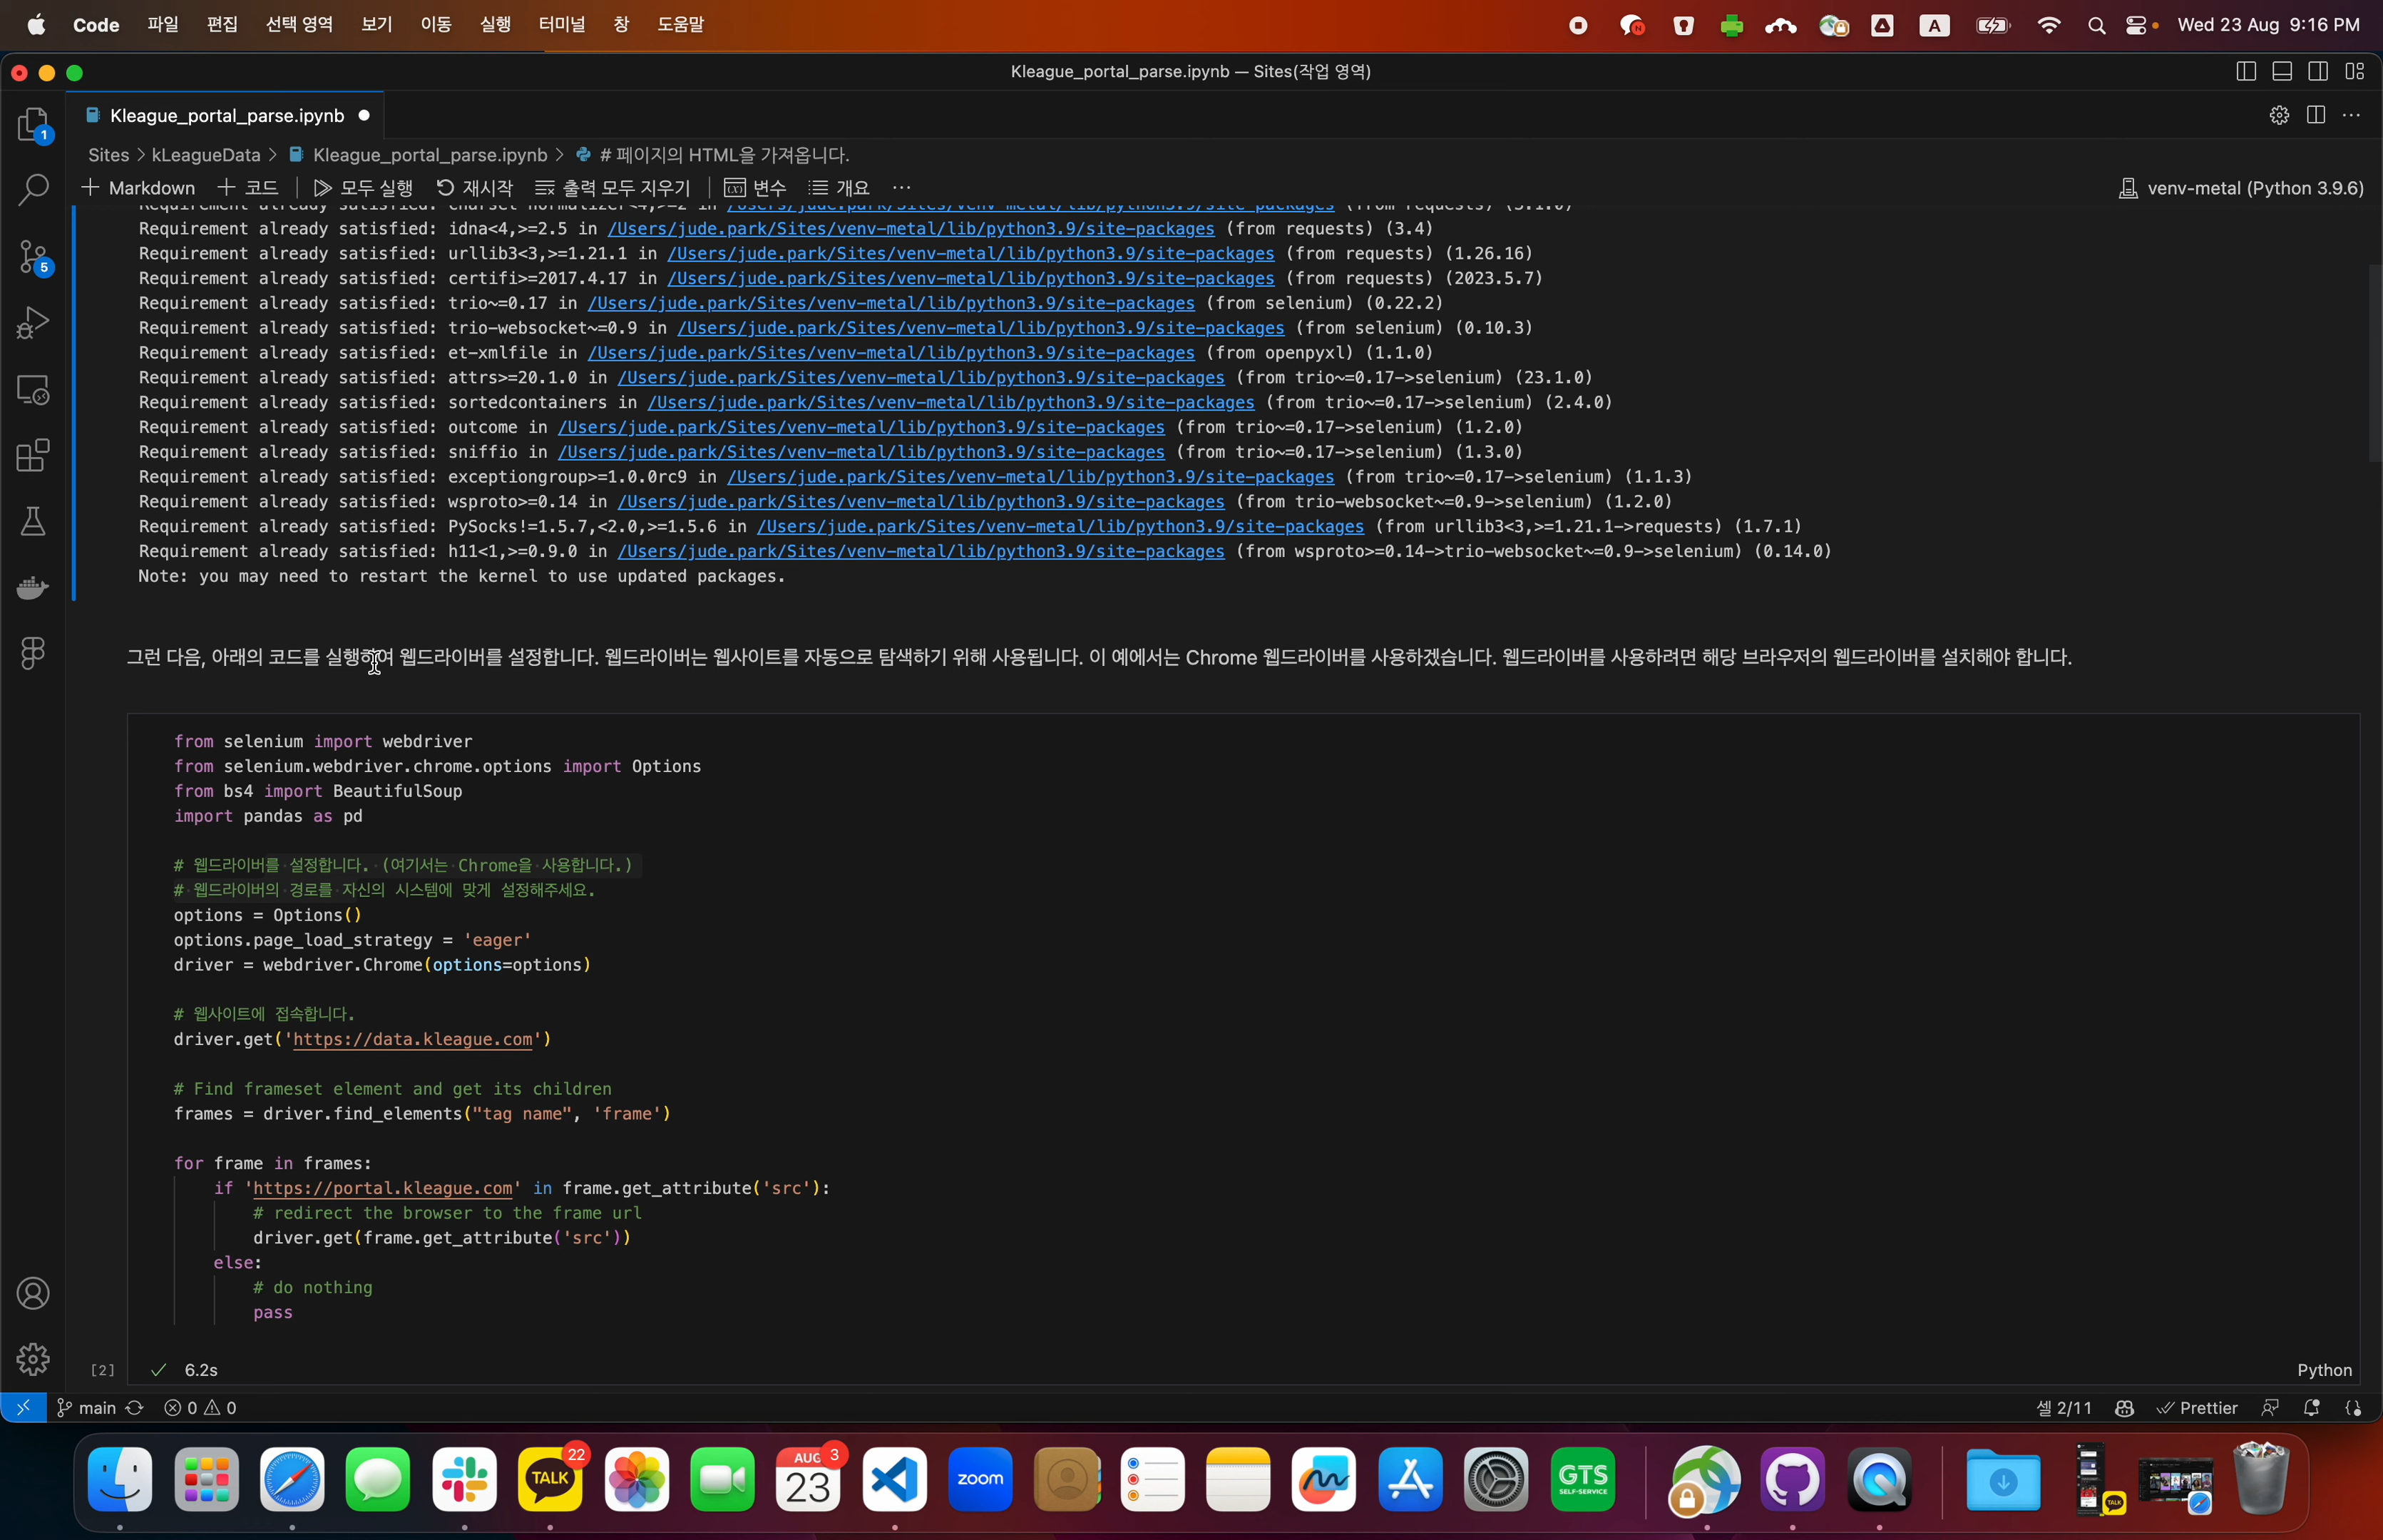 Code 파일 편집 선택 영역 보기 이동 실행 터미널 창 도움말 A Wed 23 Aug 9:16 PM
Kleague_portal_parse.ipynb — Sites(작업 영역)
1 Kleague_portal_parse.ipynb
Sites > kLeagueData > Kleague_portal_parse.ipynb > # 페이지의 HTML을 가져옵니다.
+ Markdown + 코드 모두 실행 재시작 출력 모두 지우기 변수 개요 ... venv-metal (Python 3.9.6)
Requirement already satisfied: charset-normalizer<4,>=2 in /Users/jude.park/Sites/venv-metal/lib/python3.9/site-packages (from requests) (3.1.0)
Requirement already satisfied: idna<4,>=2.5 in /Users/jude.park/Sites/venv-metal/lib/python3.9/site-packages (from requests) (3.4)
Requirement already satisfied: urllib3<3,>=1.21.1 in /Users/jude.park/Sites/venv-metal/lib/python3.9/site-packages (from requests) (1.26.16)
Requirement already satisfied: certifi>=2017.4.17 in /Users/jude.park/Sites/venv-metal/lib/python3.9/site-packages (from requests) (2023.5.7)
Requirement already satisfied: trio~=0.17 in /Users/jude.park/Sites/venv-metal/lib/python3.9/site-packages (from selenium) (0.22.2)
Requirement already satisfied: trio-websocket~=0.9 in /Users/jude.park/Sites/venv-metal/lib/python3.9/site-packages (from selenium) (0.10.3)
Requirement already satisfied: et-xmlfile in /Users/jude.park/Sites/venv-metal/lib/python3.9/site-packages (from openpyxl) (1.1.0)
Requirement already satisfied: attrs>=20.1.0 in /Users/jude.park/Sites/venv-metal/lib/python3.9/site-packages (from trio~=0.17->selenium) (23.1.0)
Requirement already satisfied: sortedcontainers in /Users/jude.park/Sites/venv-metal/lib/python3.9/site-packages (from trio~=0.17->selenium) (2.4.0)
Requirement already satisfied: outcome in /Users/jude.park/Sites/venv-metal/lib/python3.9/site-packages (from trio~=0.17->selenium) (1.2.0)
Requirement already satisfied: sniffio in /Users/jude.park/Sites/venv-metal/lib/python3.9/site-packages (from trio~=0.17->selenium) (1.3.0)
Requirement already satisfied: exceptiongroup>=1.0.0rc9 in /Users/jude.park/Sites/venv-metal/lib/python3.9/site-packages (from trio~=0.17->selenium) (1.1.3)
Requirement already satisfied: wsproto>=0.14 in /Users/jude.park/Sites/venv-metal/lib/python3.9/site-packages (from trio-websocket~=0.9->selenium) (1.2.0)
Requirement already satisfied: PySocks!=1.5.7,<2.0,>=1.5.6 in /Users/jude.park/Sites/venv-metal/lib/python3.9/site-packages (from urllib3<3,>=1.21.1->requests) (1.7.1)
Requirement already satisfied: h11<1,>=0.9.0 in /Users/jude.park/Sites/venv-metal/lib/python3.9/site-packages (from wsproto>=0.14->trio-websocket~=0.9->selenium) (0.14.0)
Note: you may need to restart the kernel to use updated packages.
5
그런 다음, 아래의 코드를 실행하여 웹드라이버를 설정합니다. 웹드라이버는 웹사이트를 자동으로 탐색하기 위해 사용됩니다. 이 예에서는 Chrome 웹드라이버를 사용하겠습니다. 웹드라이버를 사용하려면 해당 브라우저의 웹드라이버를 설치해야 합니다.
from selenium import webdriver
from selenium.webdriver.chrome.options import Options
from bs4 import BeautifulSoup
import pandas as pd
# 웹드라이버를 설정합니다. (여기서는 Chrome을 사용합니다.)
# 웹드라이버의 경로를 자신의 시스템에 맞게 설정해주세요.
options = Options()
options.page_load_strategy = 'eager'
driver = webdriver.Chrome(options=options)
# 웹사이트에 접속합니다.
driver.get('https://data.kleague.com')
# Find frameset element and get its children
frames = driver.find_elements("tag name", 'frame')
for frame in frames:
if 'https://portal.kleague.com' in frame.get_attribute('src'):
# redirect the browser to the frame url
driver.get(frame.get_attribute('src'))
else:
# do nothing
pass
[2] ✓ 6.2s Python
main 0 0 셀 2/11 Prettier
22 TALK AUG 3 23 zoom GTS SELF-SERVICE TALK